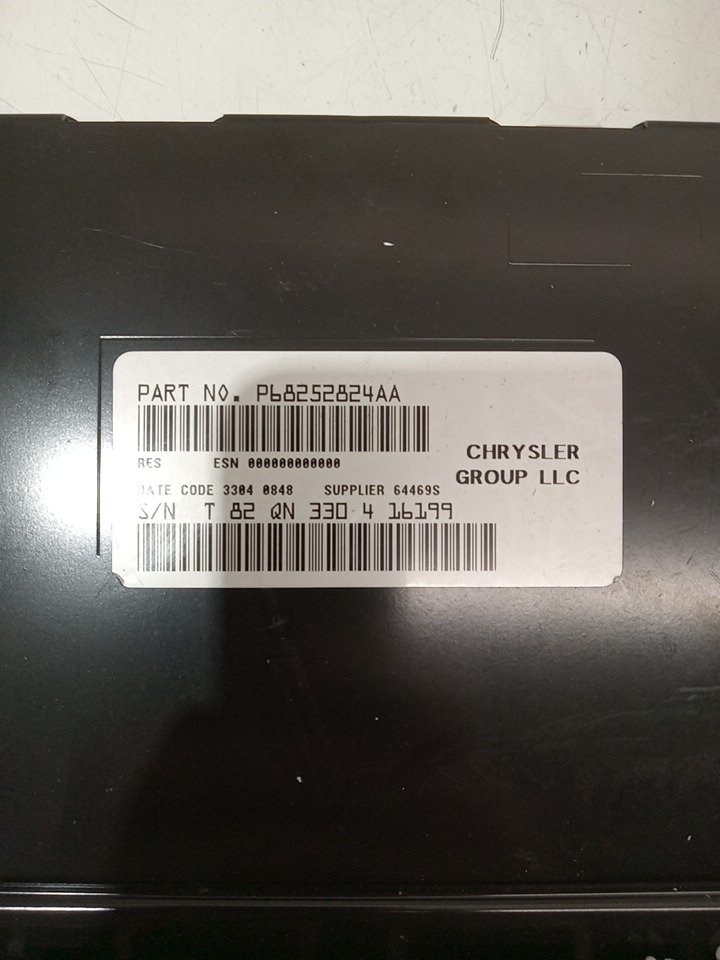 PART NO. P68252824AA
RES ESN 000000000000
CHRYSLER
GROUP LLC
DATE CODE 3304 0848 SUPPLIER 64469S
S/N T 82 QN 330 4 16199